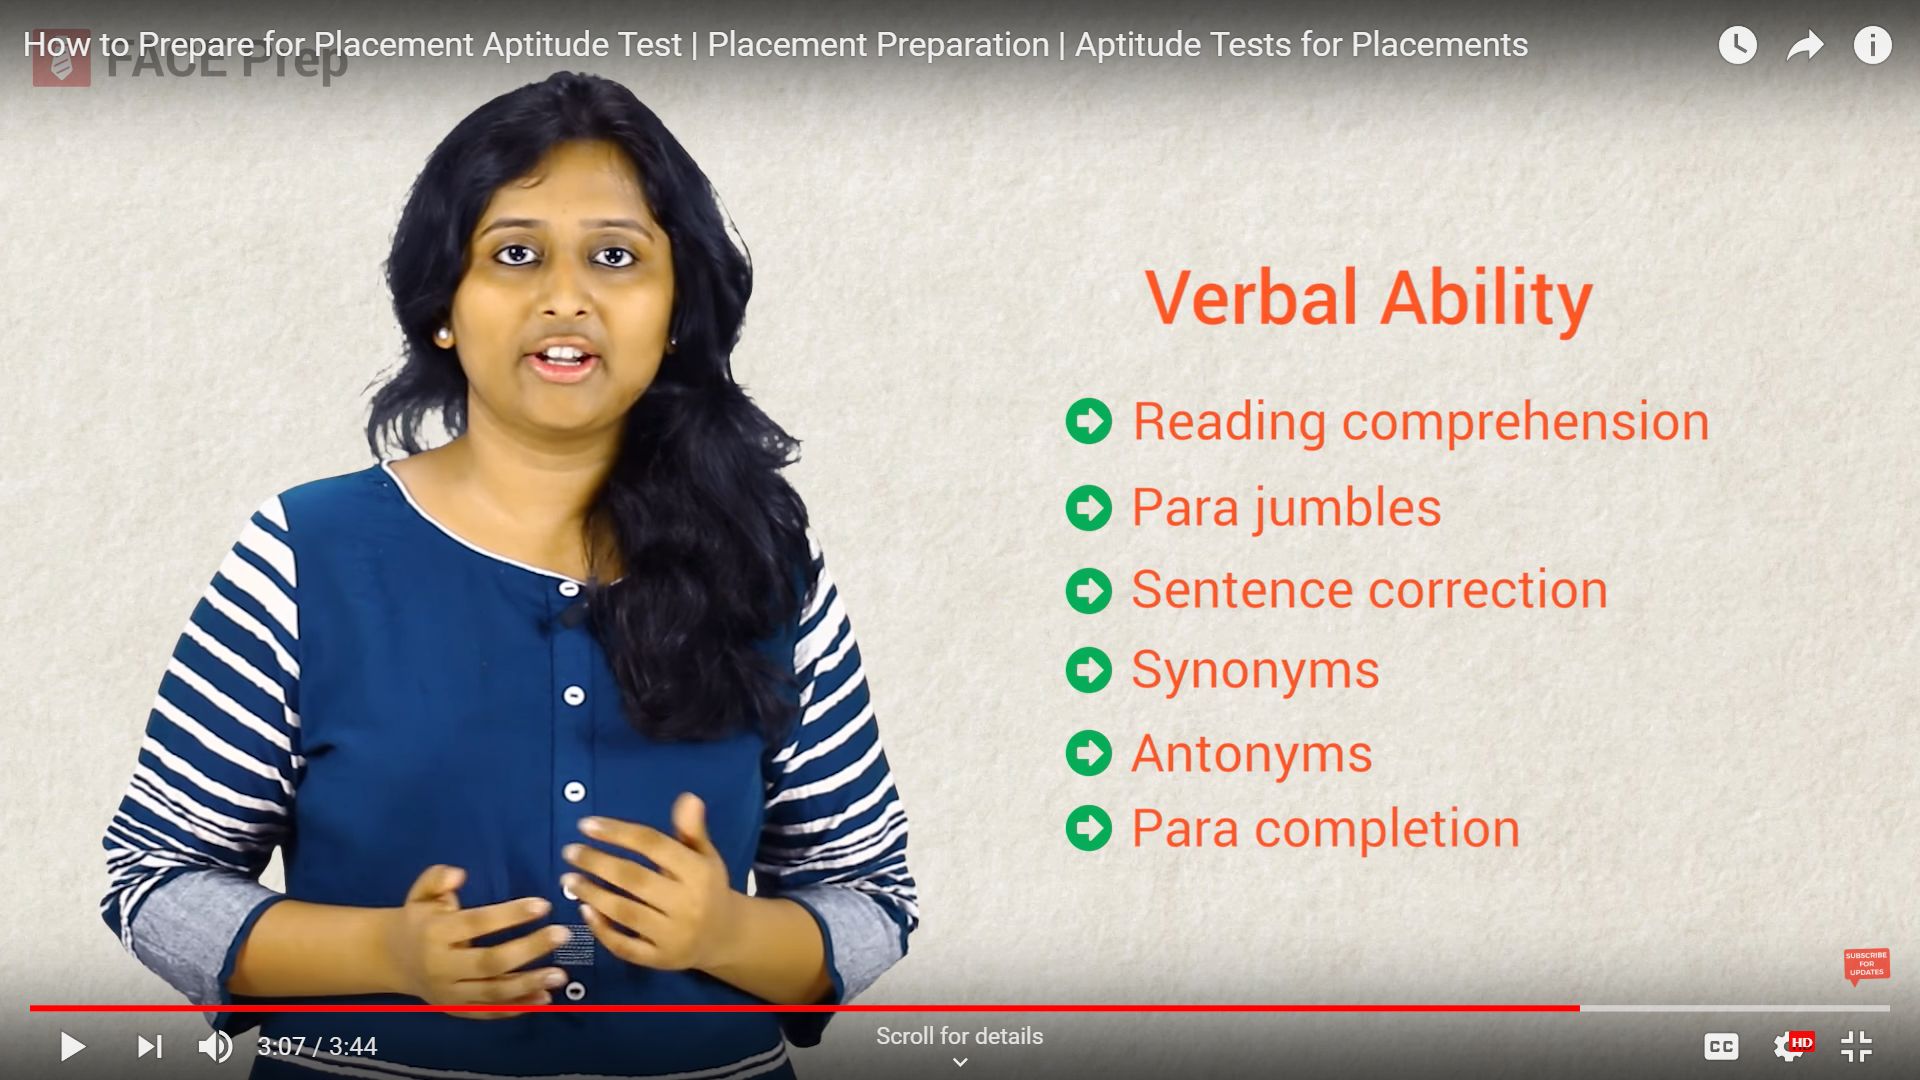 How to Prepare for Placement Aptitude Test | Placement Preparation | Aptitude Tests for Placements
FACE Prep
Verbal Ability
Reading comprehension
Para jumbles
Sentence correction
Synonyms
Antonyms
Para completion
SUBSCRIBE
FOR
UPDATES
3:07 / 3:44
Scroll for details
CC
HD